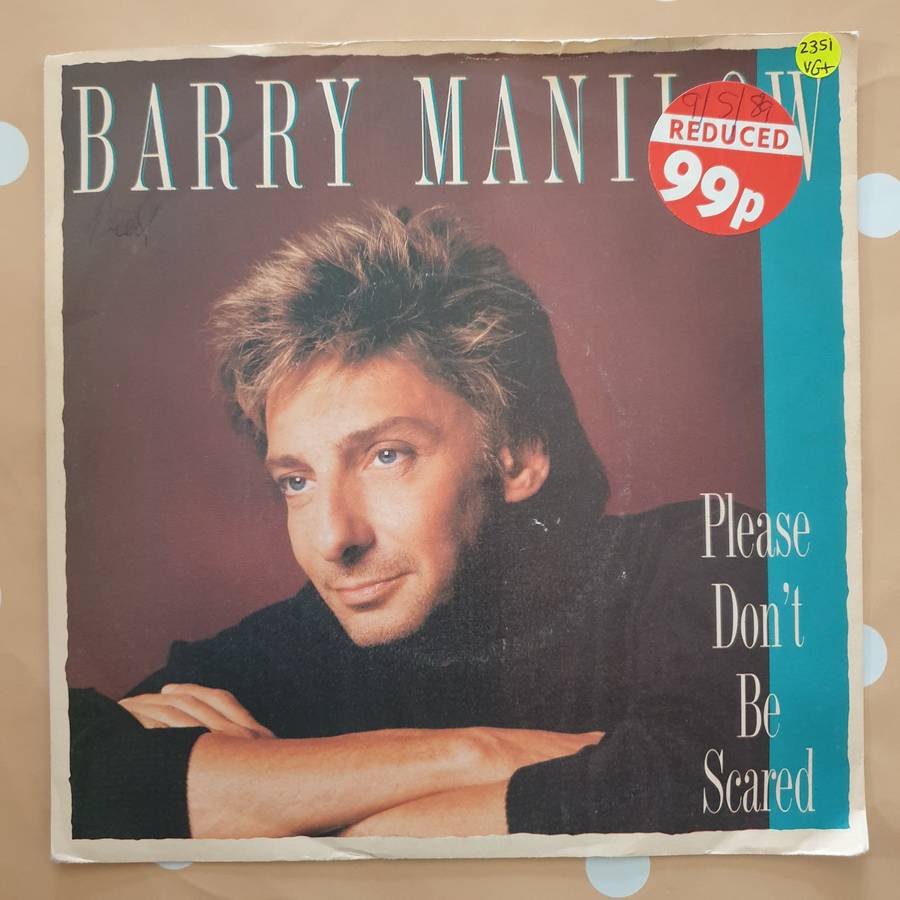 BARRY MANILOW
2351
VG+
9/5/89
REDUCED
99p
Please
Don't
Be
Scared